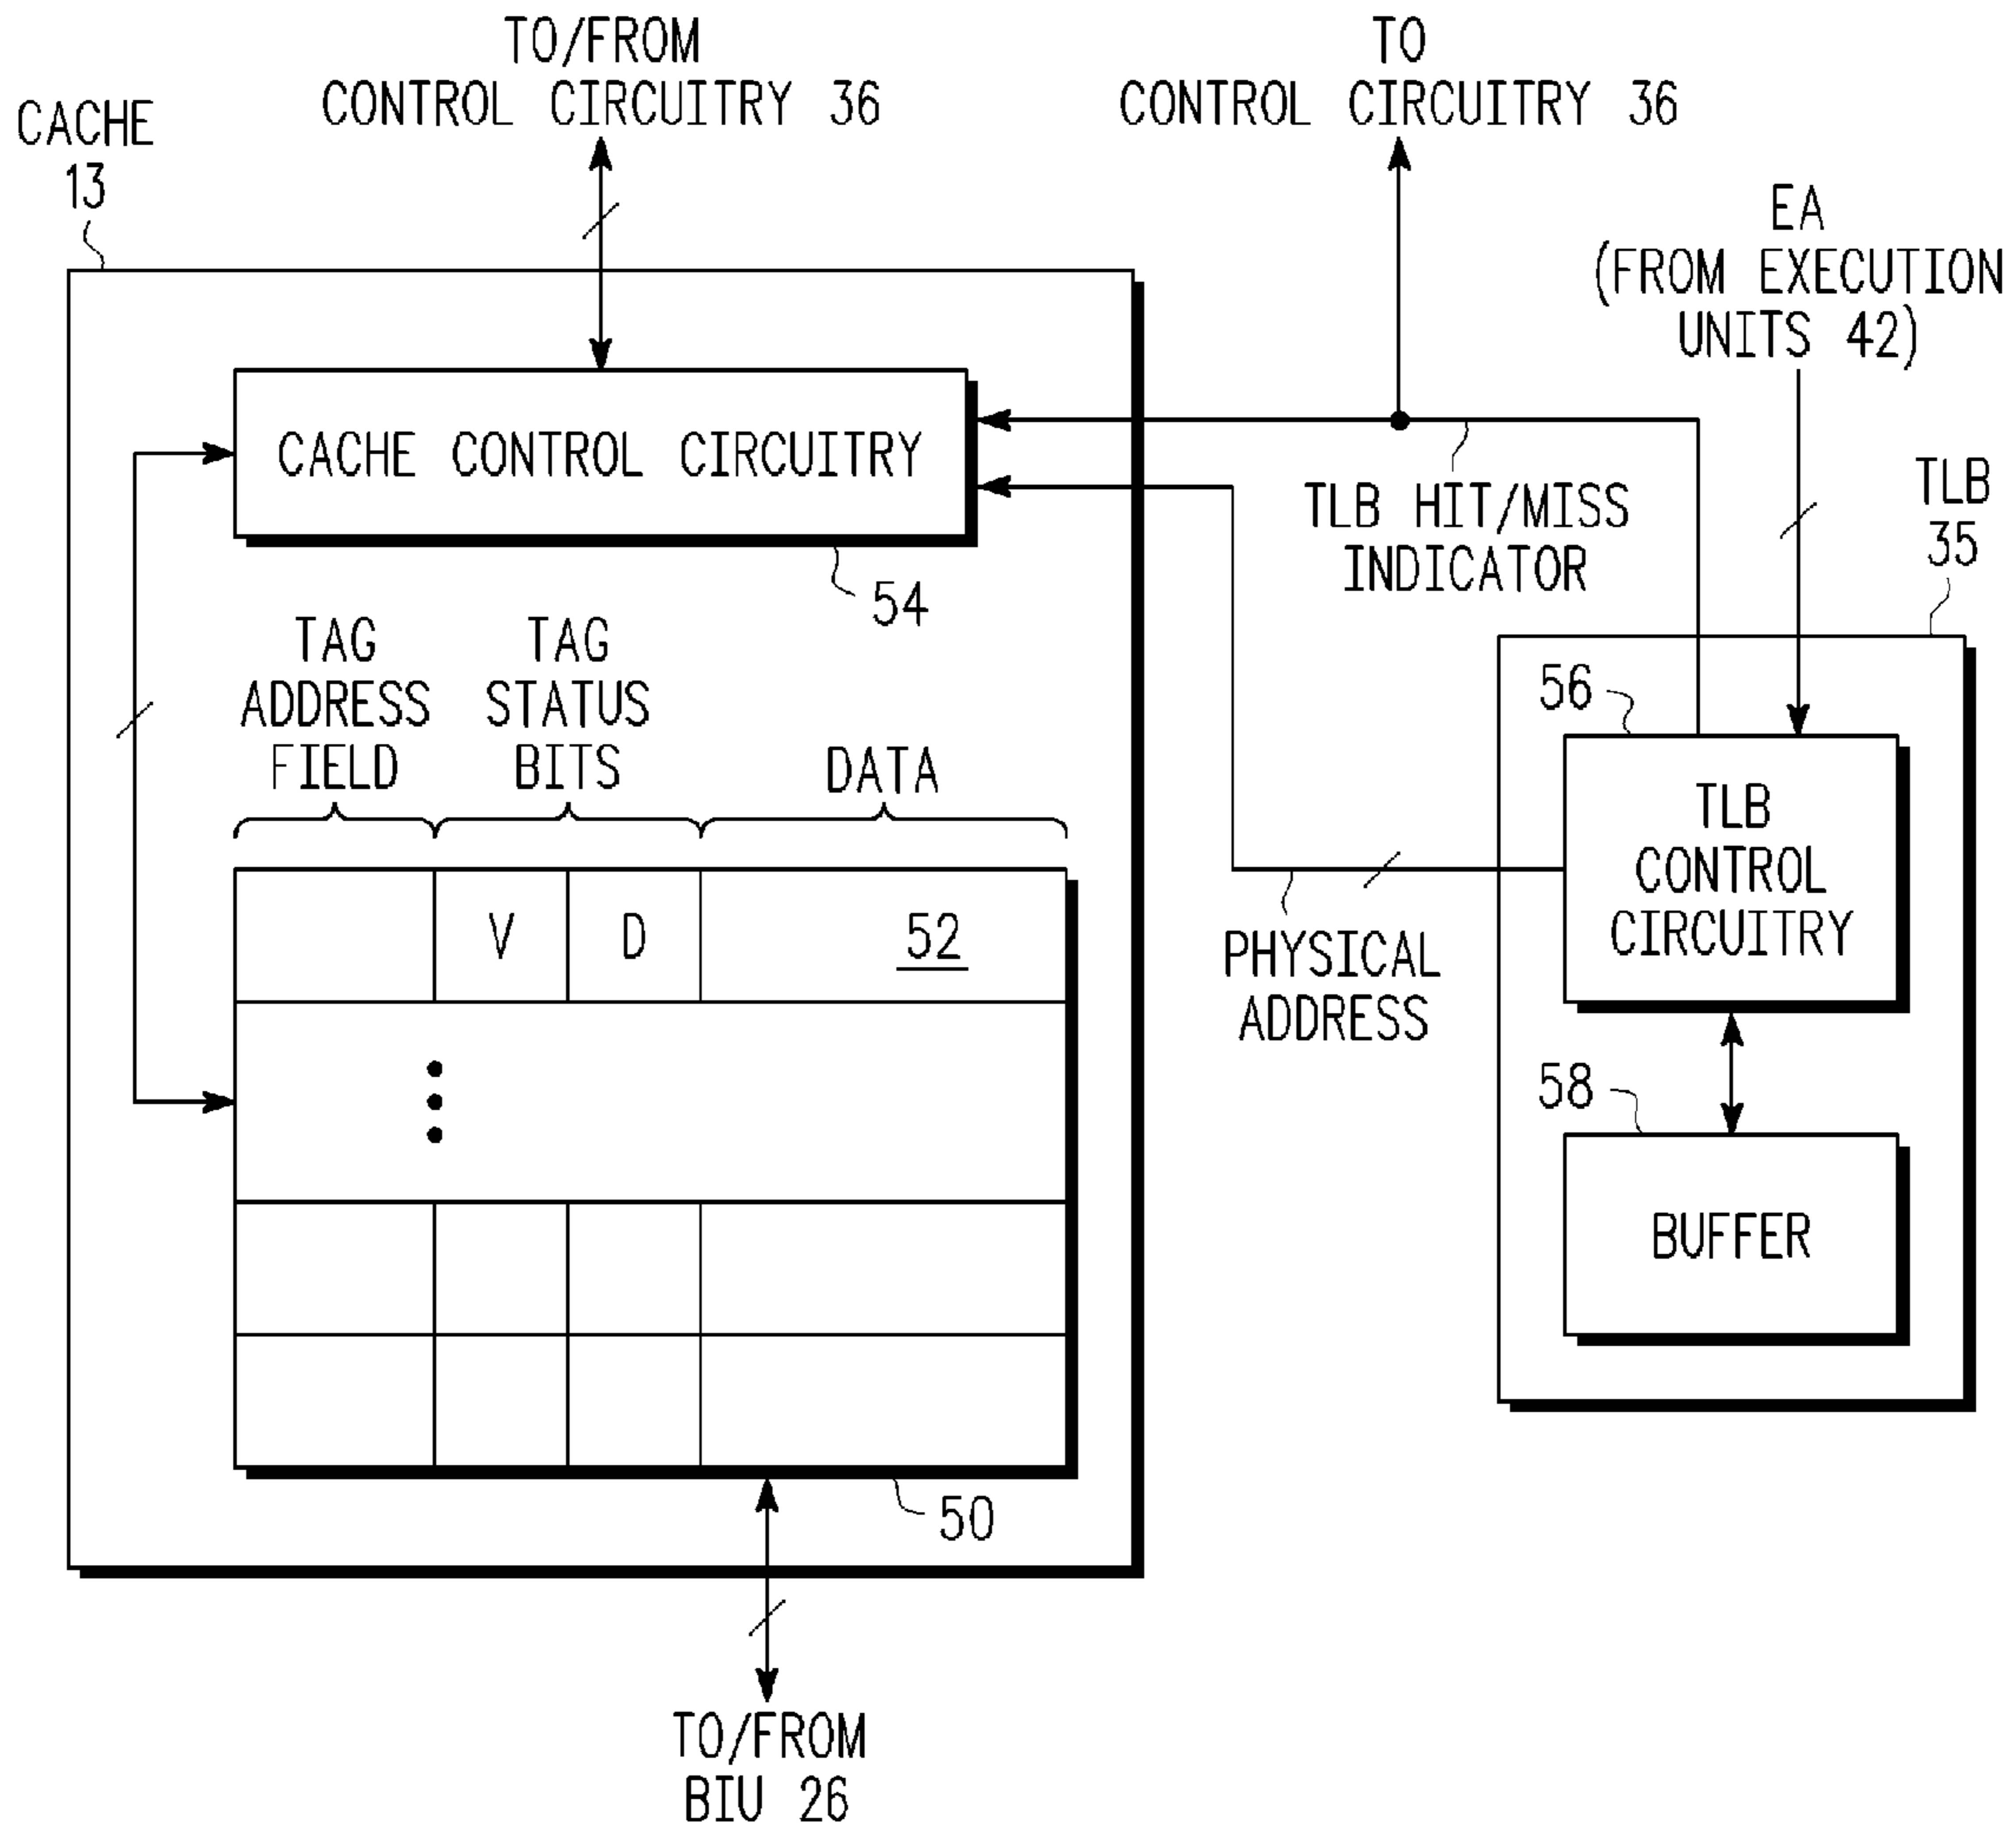 TO/FROM
CONTROL CIRCUITRY 36
TO
CONTROL CIRCUITRY 36
CACHE
13
EA
(FROM EXECUTION
UNITS 42)
CACHE CONTROL CIRCUITRY
54
TLB HIT/MISS
INDICATOR
TLB
35
TAG
ADDRESS
FIELD
TAG
STATUS
BITS
DATA
V
D
52
PHYSICAL
ADDRESS
56
TLB
CONTROL
CIRCUITRY
58
BUFFER
50
TO/FROM
BIU 26